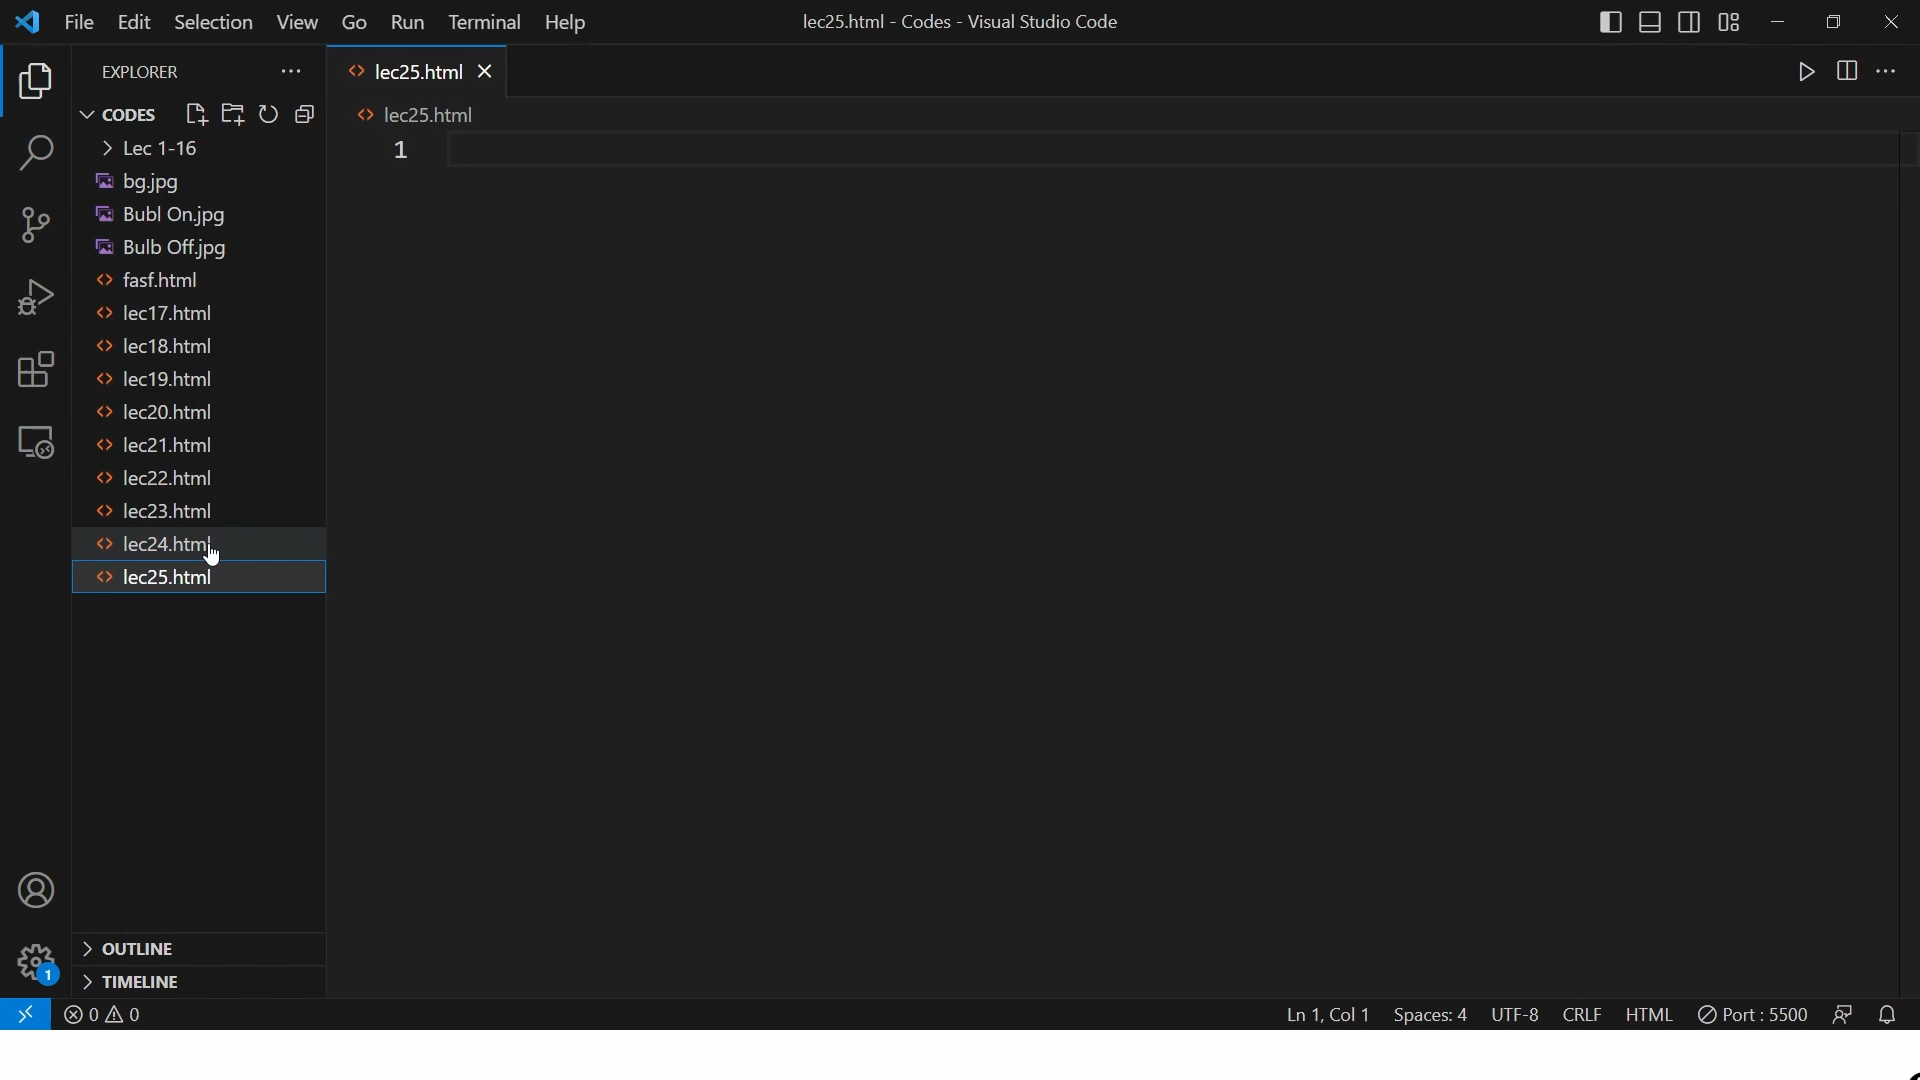 File Edit Selection View Go Run Terminal Help
lec25.html - Codes - Visual Studio Code
EXPLORER
lec25.html
CODES
lec25.html
1
Lec 1-16
bg.jpg
Bubl On.jpg
Bulb Off.jpg
fasf.html
lec17.html
lec18.html
lec19.html
lec20.html
lec21.html
lec22.html
lec23.html
lec24.html
lec25.html
OUTLINE
1
TIMELINE
0 0 Ln 1, Col 1 Spaces: 4 UTF-8 CRLF HTML Port : 5500